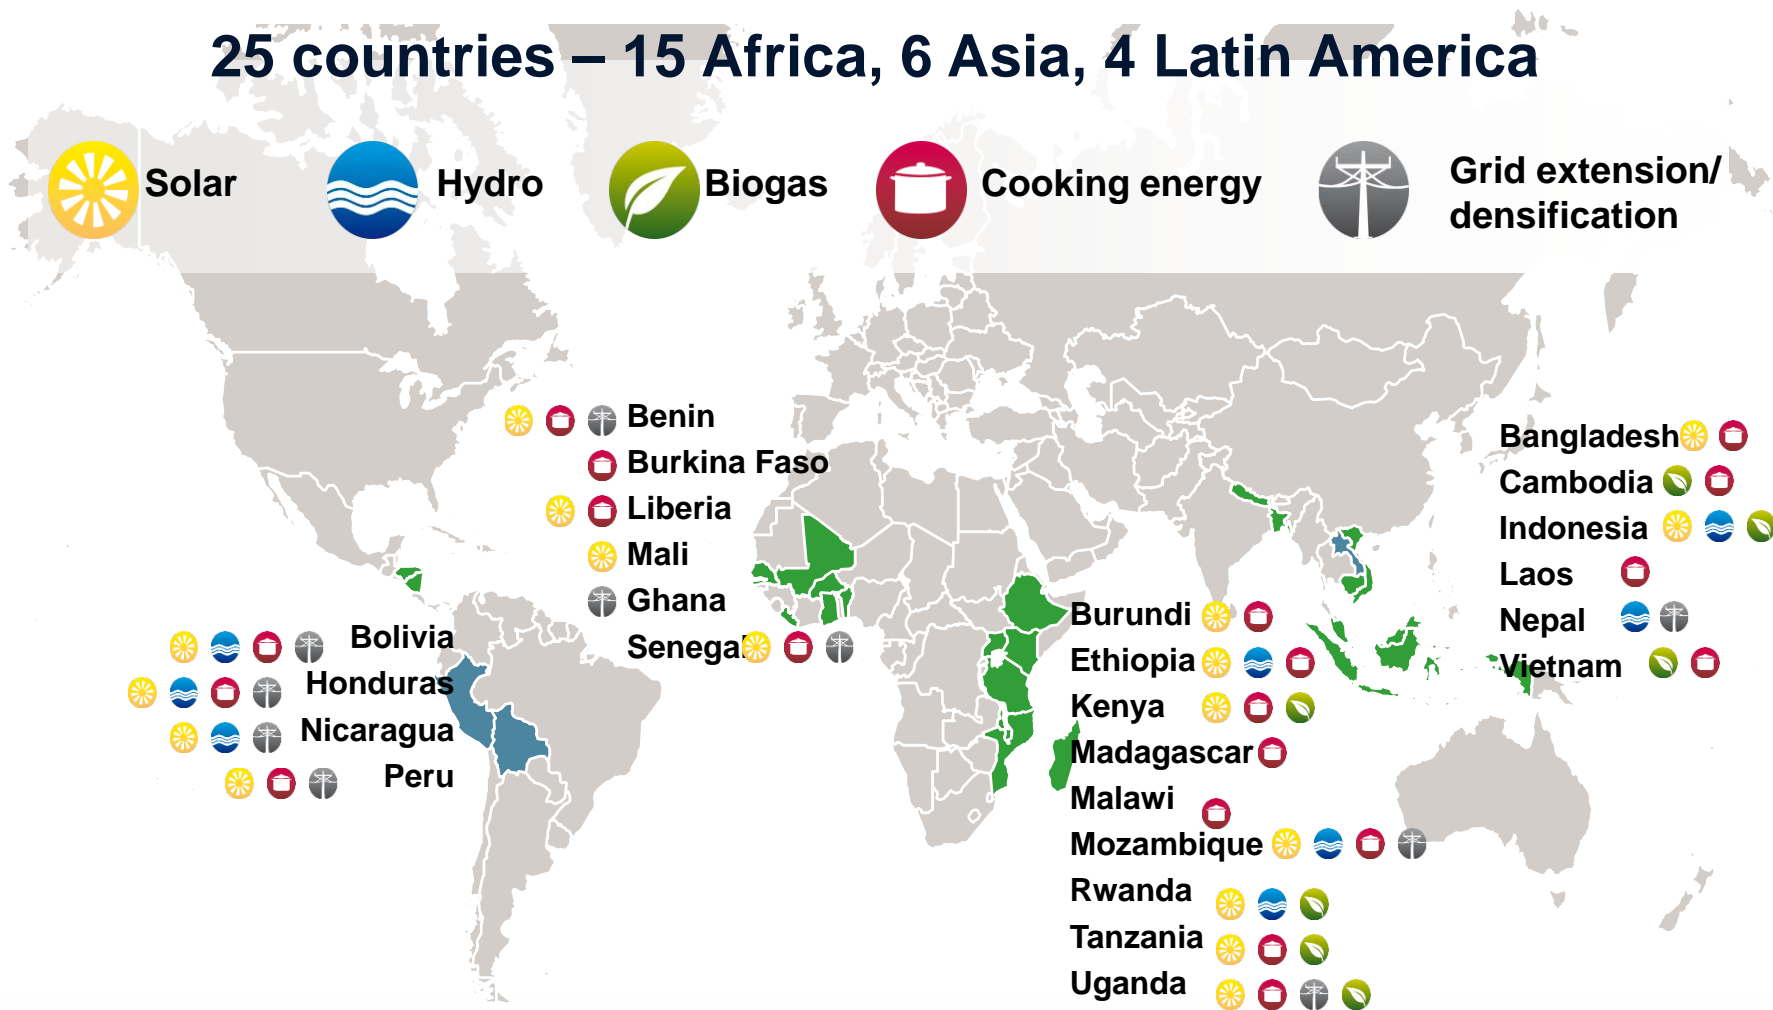 25 countries – 15 Africa, 6 Asia, 4 Latin America
Solar
Hydro
Biogas
Cooking energy
Grid extension/
densification
Benin
Burkina Faso
Liberia
Mali
Ghana
Senegal
Bolivia
Honduras
Nicaragua
Peru
Burundi
Ethiopia
Kenya
Madagascar
Malawi
Mozambique
Rwanda
Tanzania
Uganda
Bangladesh
Cambodia
Indonesia
Laos
Nepal
Vietnam